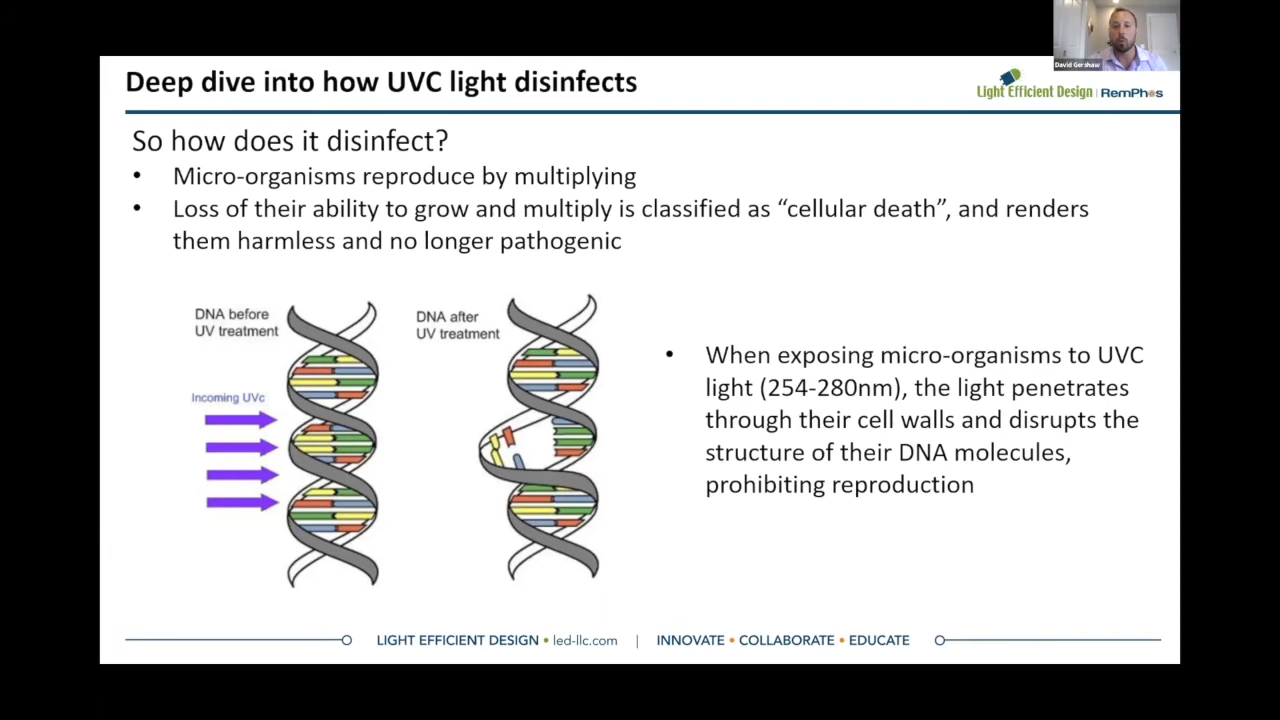 David Gershaw
Deep dive into how UVC light disinfects
Light Efficient Design | RemPhos
So how does it disinfect?
• Micro-organisms reproduce by multiplying
• Loss of their ability to grow and multiply is classified as “cellular death”, and renders
them harmless and no longer pathogenic
DNA before
UV treatment
Incoming UVc
DNA after
UV treatment
• When exposing micro-organisms to UVC
light (254-280nm), the light penetrates
through their cell walls and disrupts the
structure of their DNA molecules,
prohibiting reproduction
LIGHT EFFICIENT DESIGN • led-llc.com | INNOVATE • COLLABORATE • EDUCATE